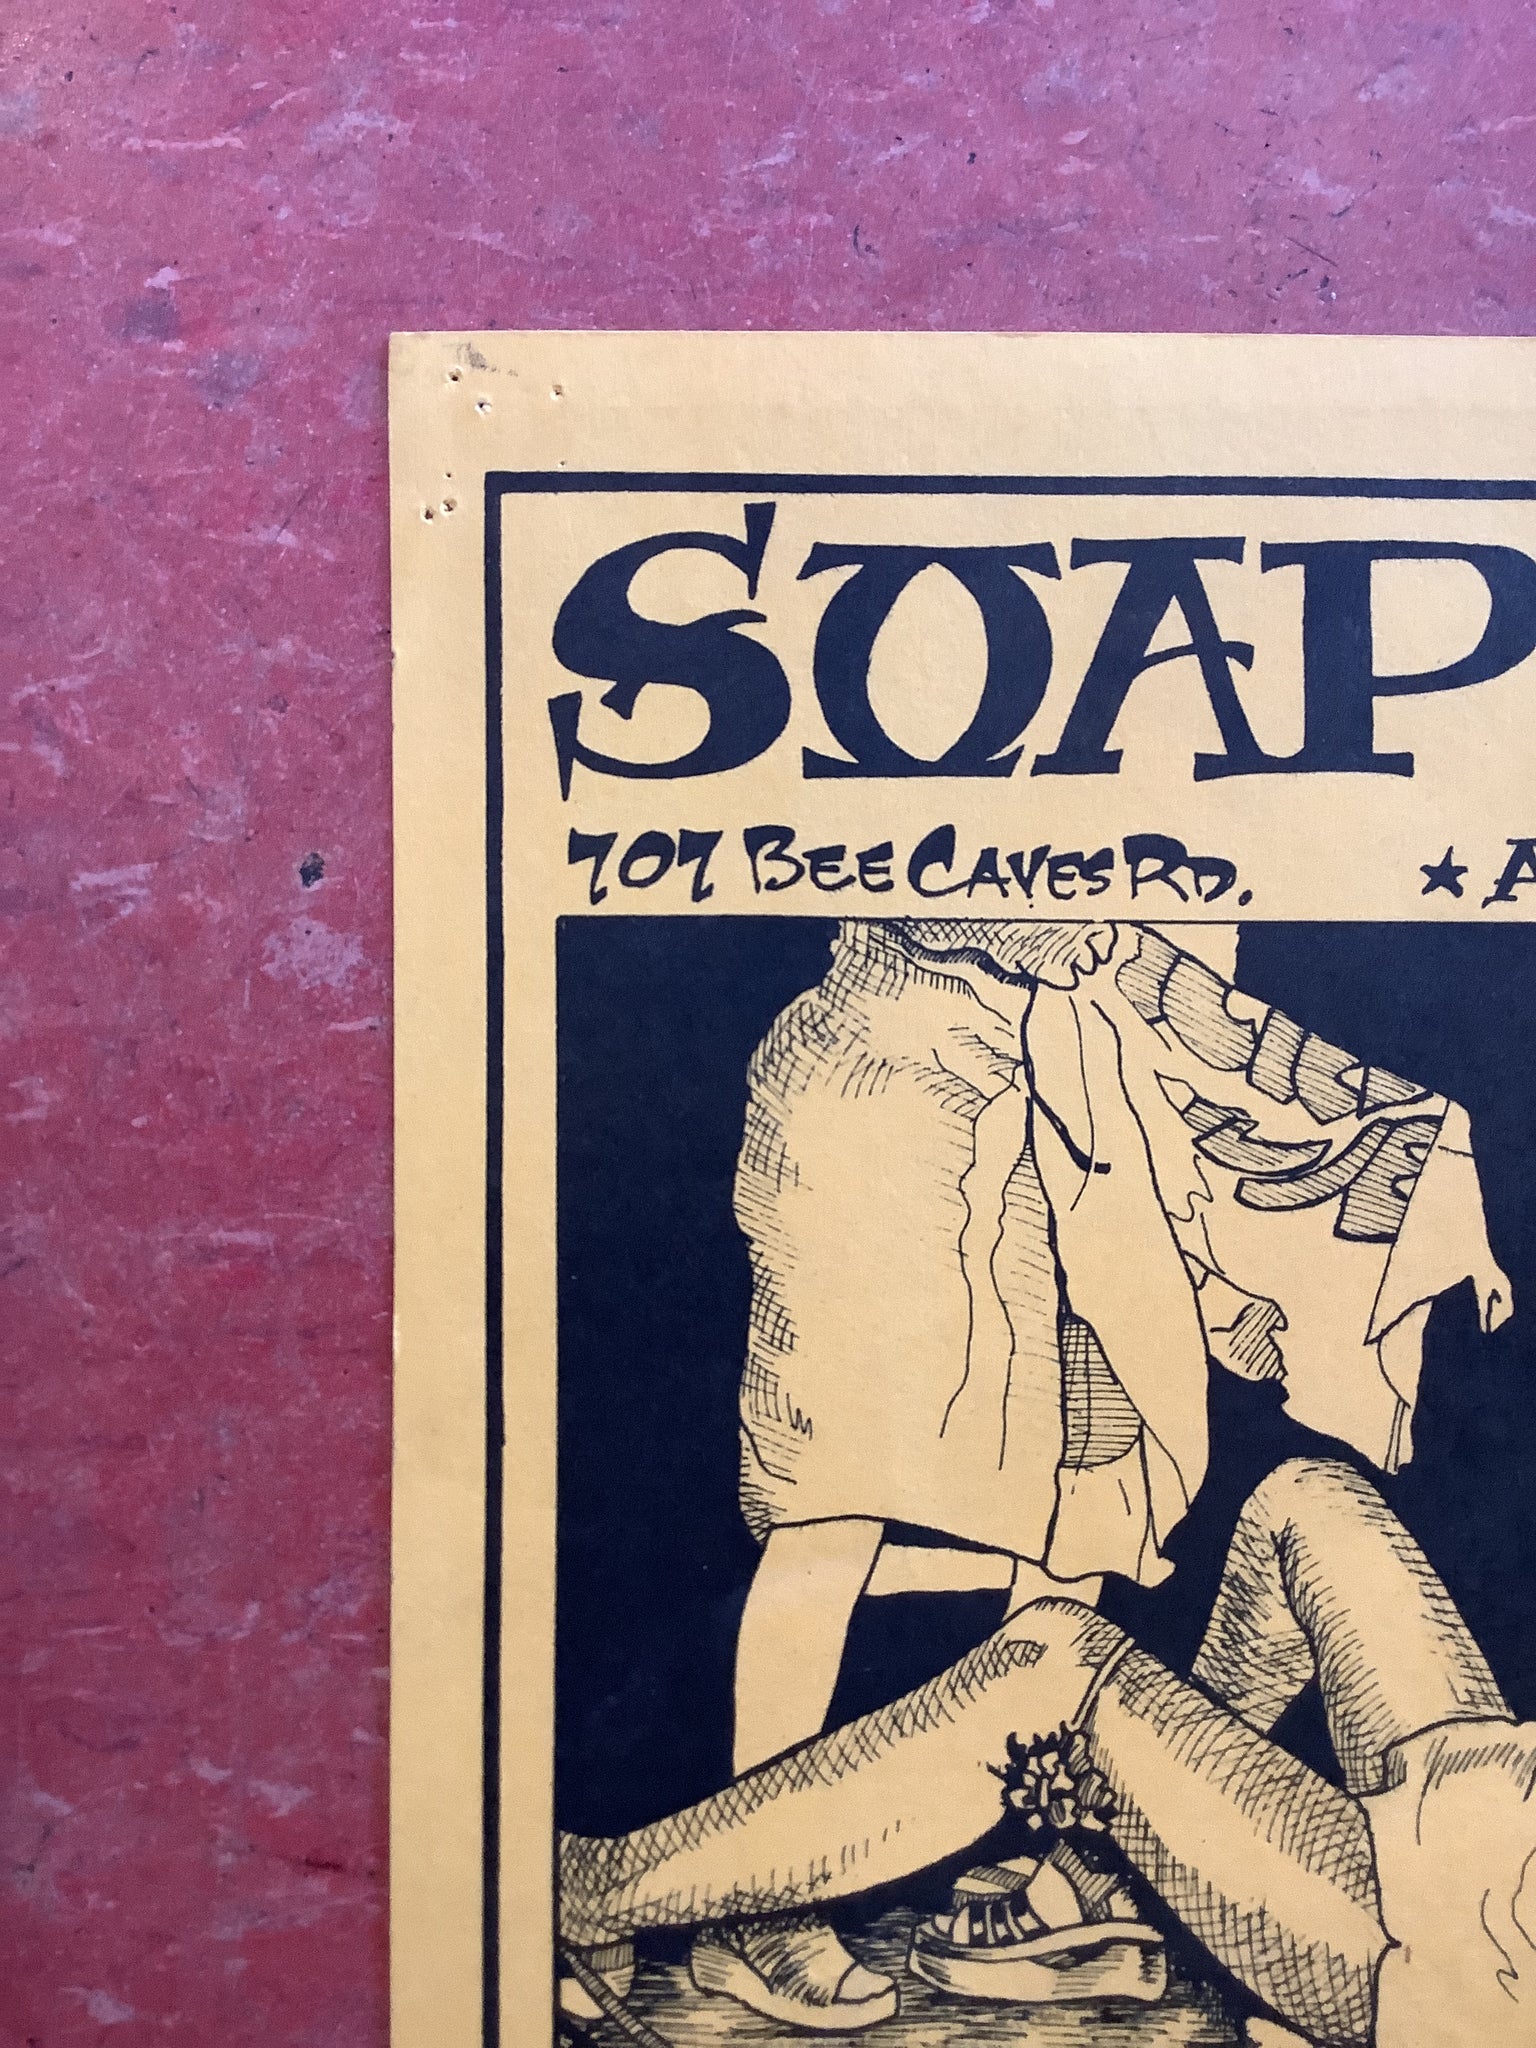 SOAP
707 BEE CAVES RD. ★ A